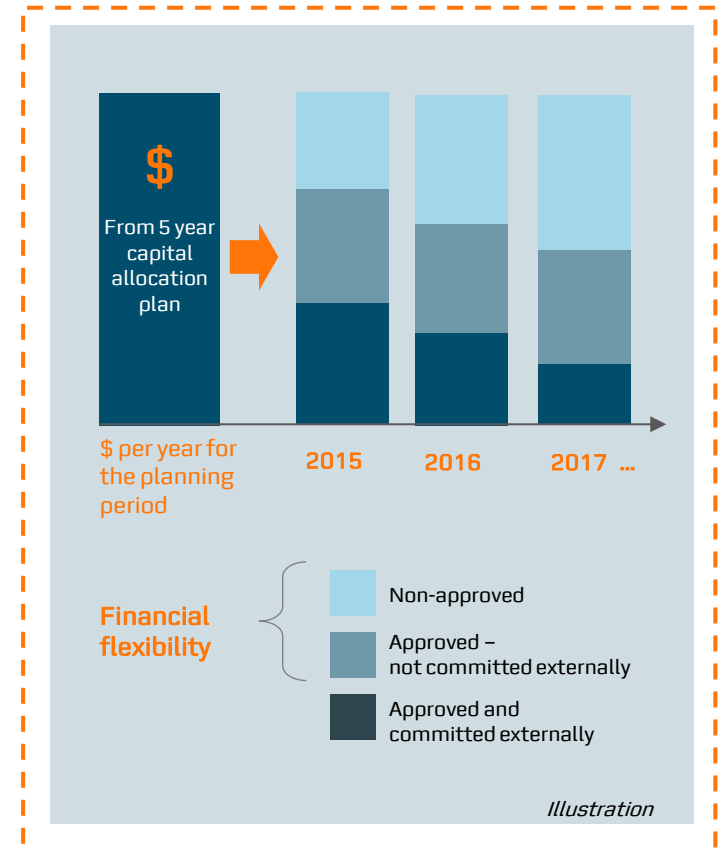 $
From 5 year
capital
allocation
plan
$ per year for
the planning
period
2015
2016
2017 ...
Financial
flexibility
Non-approved
Approved –
not committed externally
Approved and
committed externally
Illustration